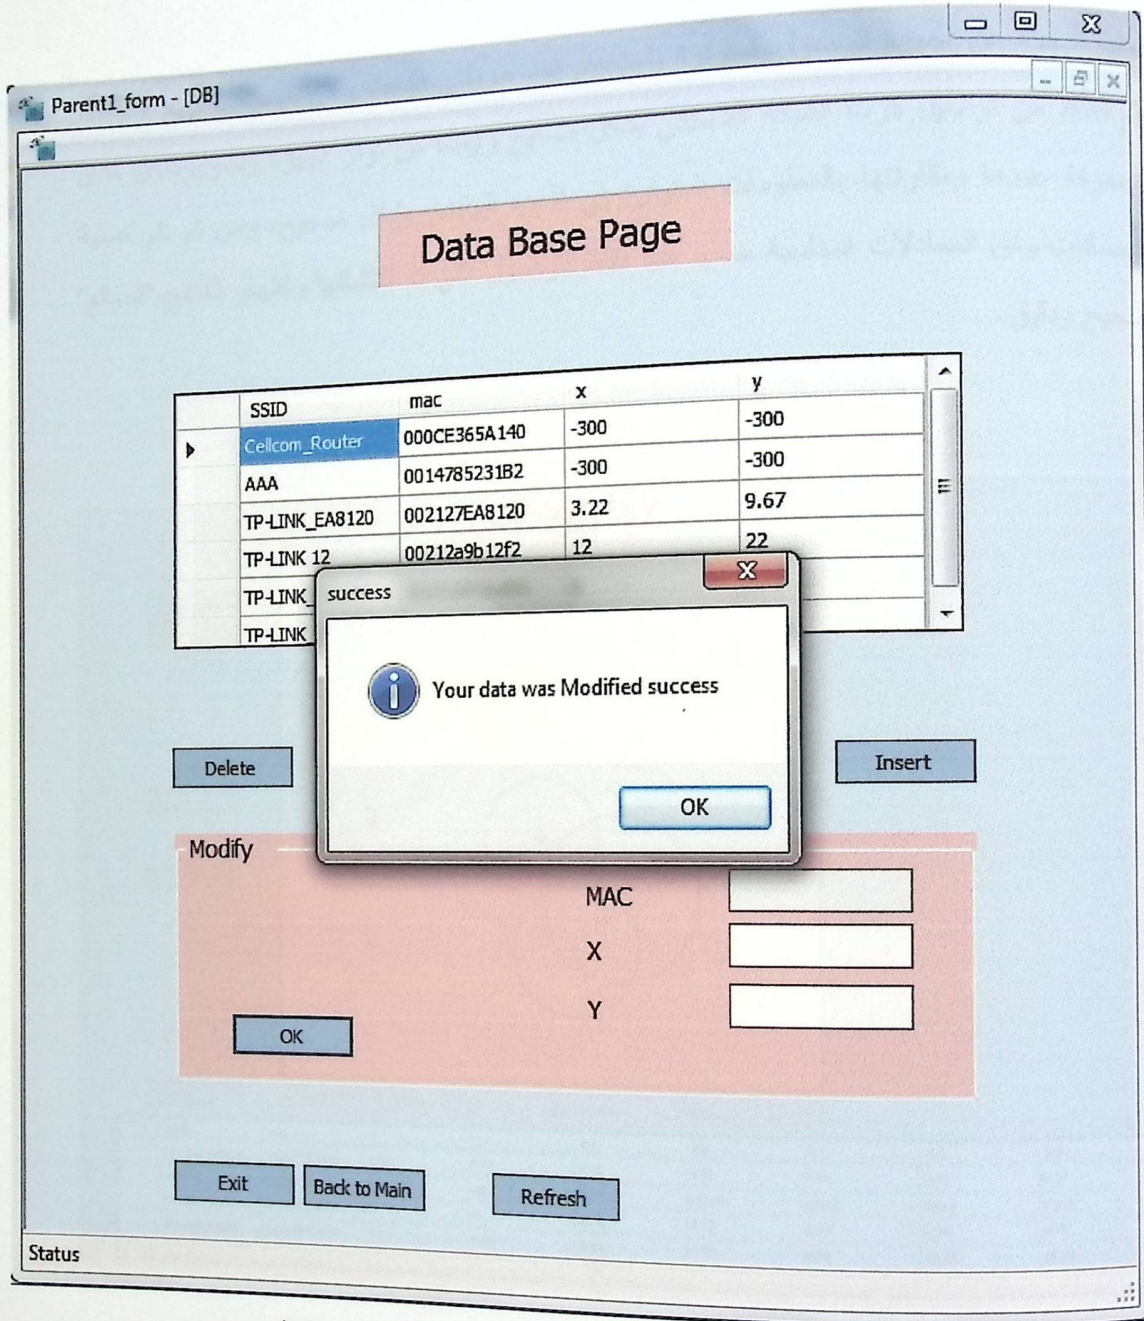 Parent1_form - [DB]
Data Base Page
SSID mac x y
Cellcom_Router 000CE365A140 -300 -300
AAA 0014785231B2 -300 -300
TP-LINK_EA8120 002127EA8120 3.22 9.67
TP-LINK 12 00212a9b12f2 12 22
TP-LINK_
TP-LINK
success
Your data was Modified success
OK
Delete
Insert
Modify
MAC
X
Y
OK
Exit
Back to Main
Refresh
Status